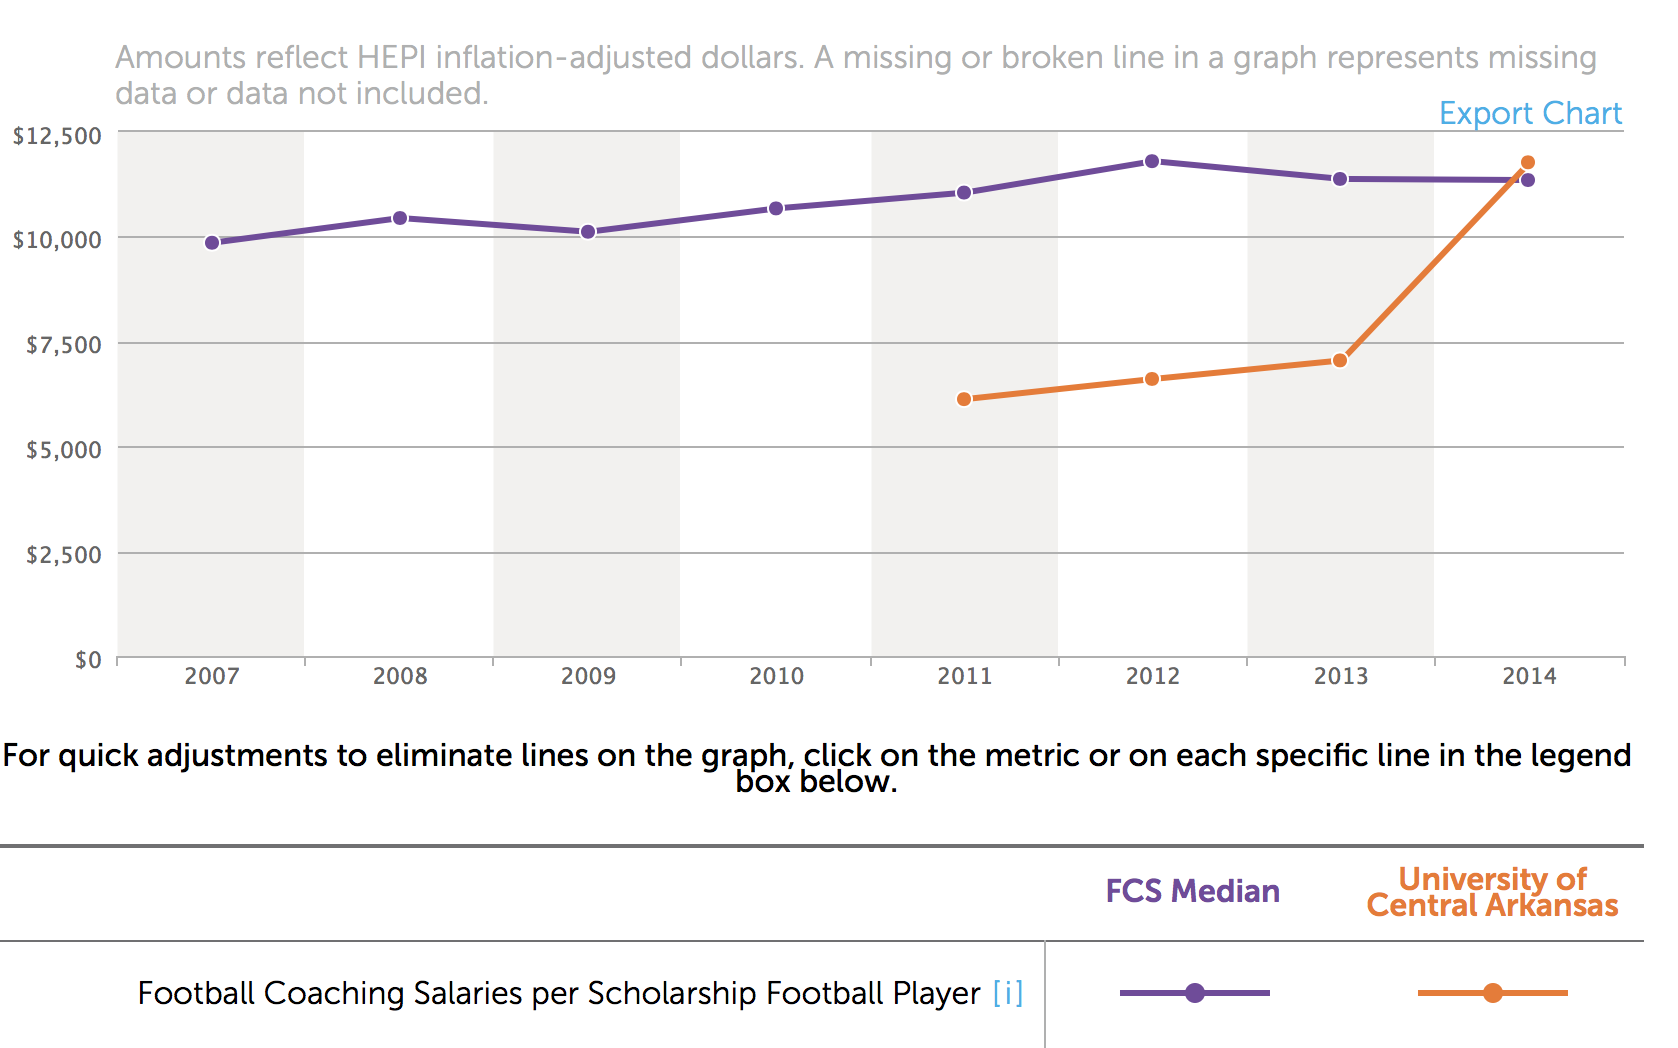 Amounts reflect HEPI inflation-adjusted dollars. A missing or broken line in a graph represents missing
data or data not included.
Export Chart
$12,500
$10,000
$7,500
$5,000
$2,500
$0
2007 2008 2009 2010 2011 2012 2013 2014
For quick adjustments to eliminate lines on the graph, click on the metric or on each specific line in the legend
box below.
FCS Median
University of
Central Arkansas
Football Coaching Salaries per Scholarship Football Player [i]